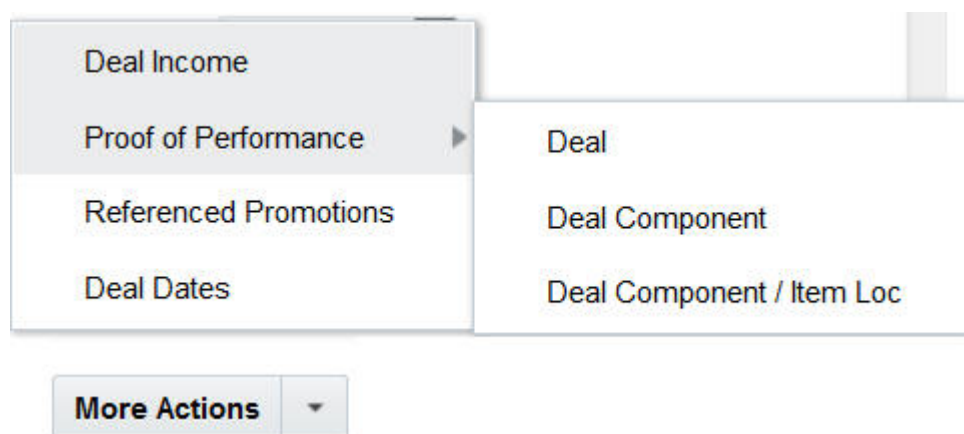 Deal Income
Proof of Performance
Referenced Promotions
Deal Dates
Deal
Deal Component
Deal Component / Item Loc
More Actions